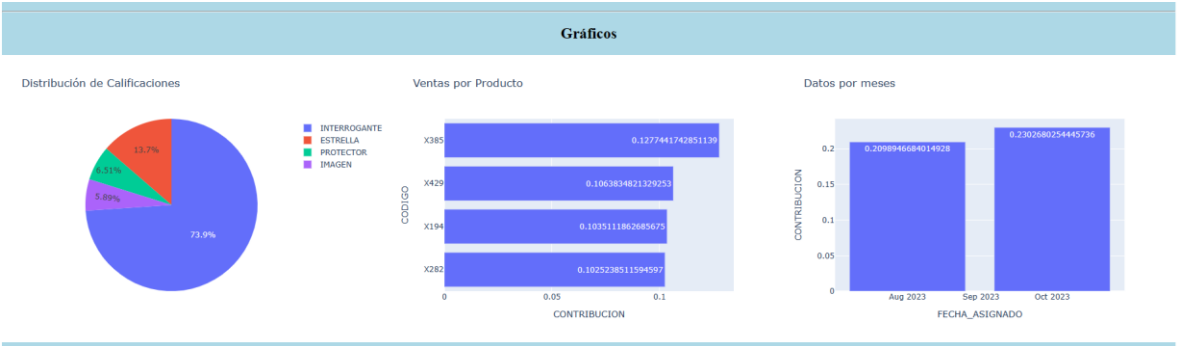 Gráficos
Distribución de Calificaciones
INTERROGANTE
ESTRELLA
PROTECTOR
IMAGEN
13.7%
6.51%
5.89%
73.9%
Ventas por Producto
CODIGO
X385
0.1277441742851139
X429
0.1063834821329253
X194
0.1035111862685675
X282
0.1025238511594597
0
0.05
0.1
CONTRIBUCION
Datos por meses
CONTRIBUCION
0.2
0.15
0.1
0.05
0
0.2098946684014928
0.2302680254445736
Aug 2023
Sep 2023
Oct 2023
FECHA_ASIGNADO